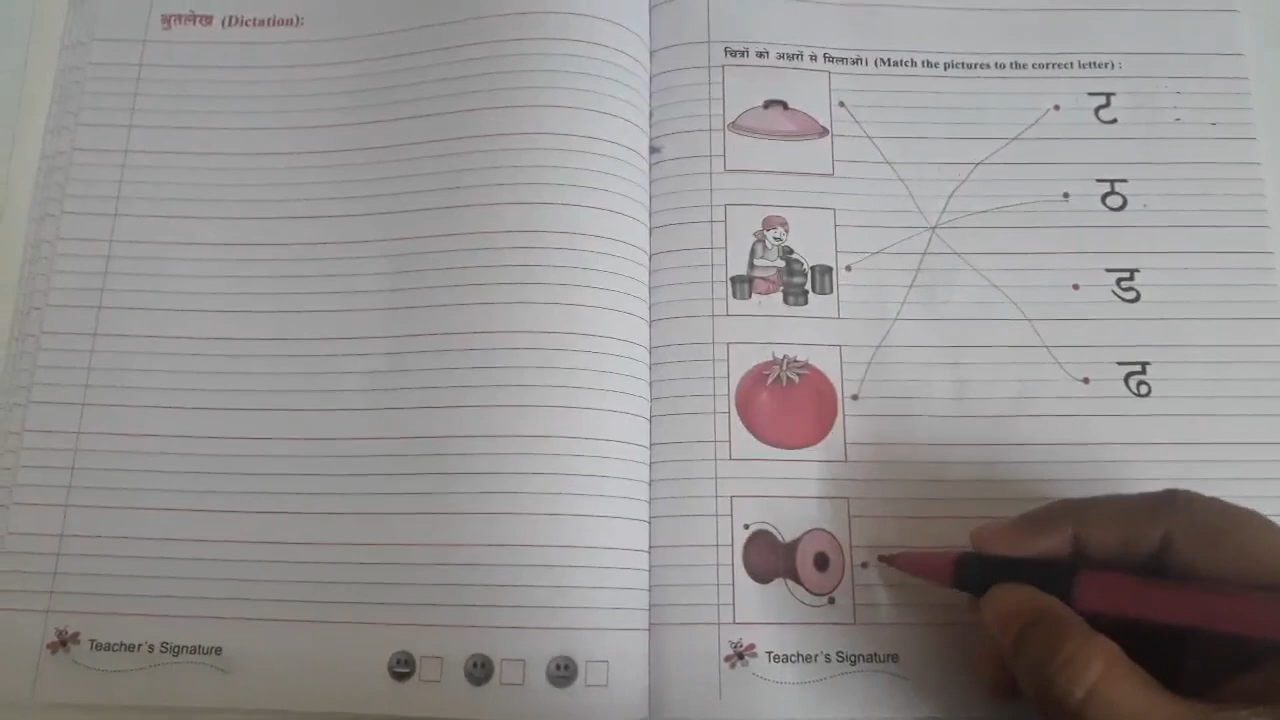 श्रुतलेख (Dictation):
Teacher's Signature
चित्रों को अक्षरों से मिलाओ। (Match the pictures to the correct letter) :
ट
ठ
ड
ढ
Teacher's Signature